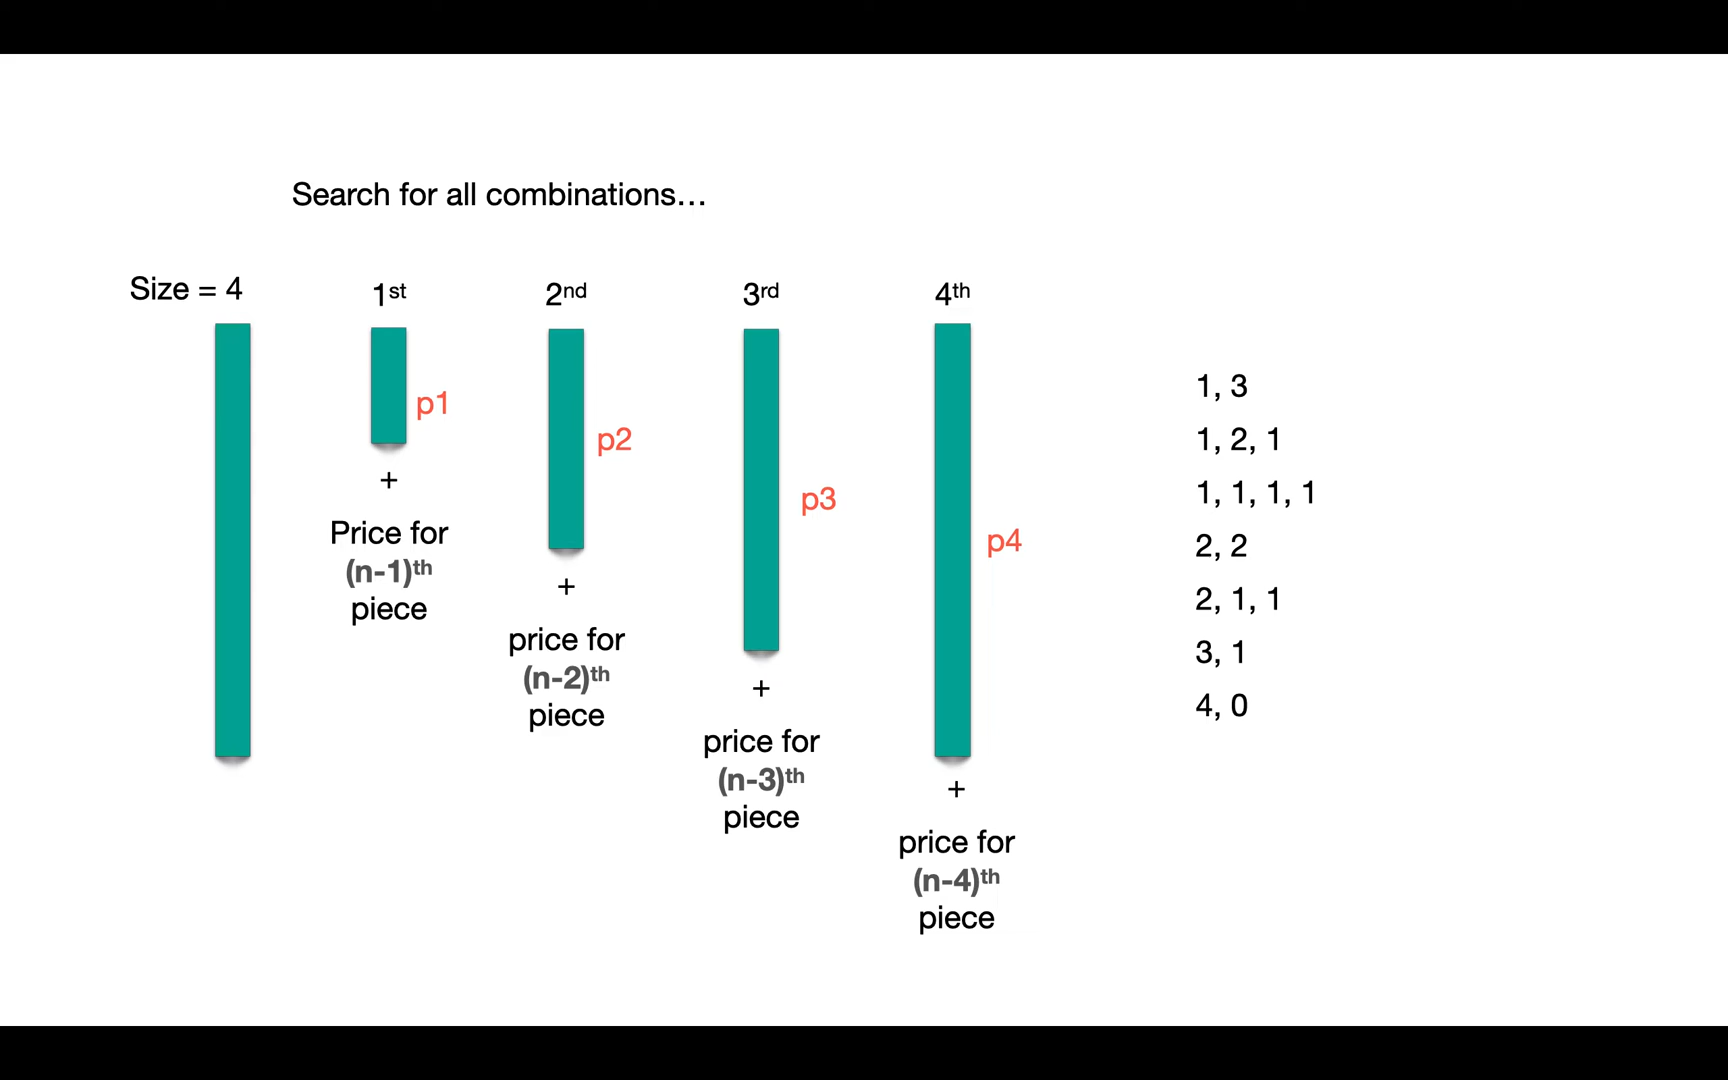 Search for all combinations...
Size = 4
1st
2nd
3rd
4th
p1
+
Price for
(n-1)th
piece
p2
+
price for
(n-2)th
piece
p3
+
price for
(n-3)th
piece
p4
+
price for
(n-4)th
piece
1, 3
1, 2, 1
1, 1, 1, 1
2, 2
2, 1, 1
3, 1
4, 0